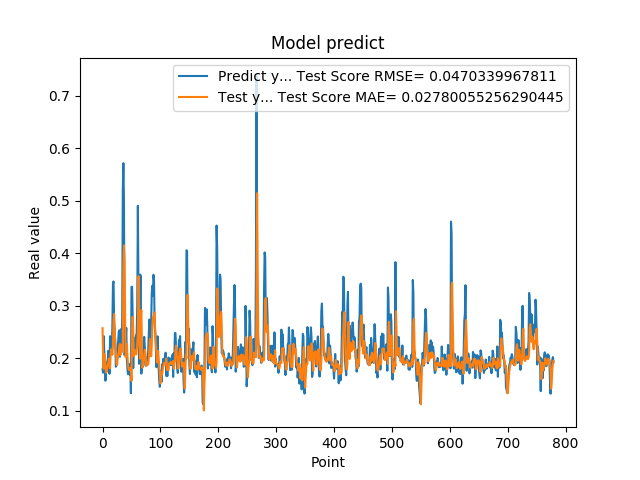 Model predict
Predict y... Test Score RMSE= 0.0470339967811
Test y... Test Score MAE= 0.02780055256290445
Real value
0.7
0.6
0.5
0.4
0.3
0.2
0.1
0 100 200 300 400 500 600 700 800
Point